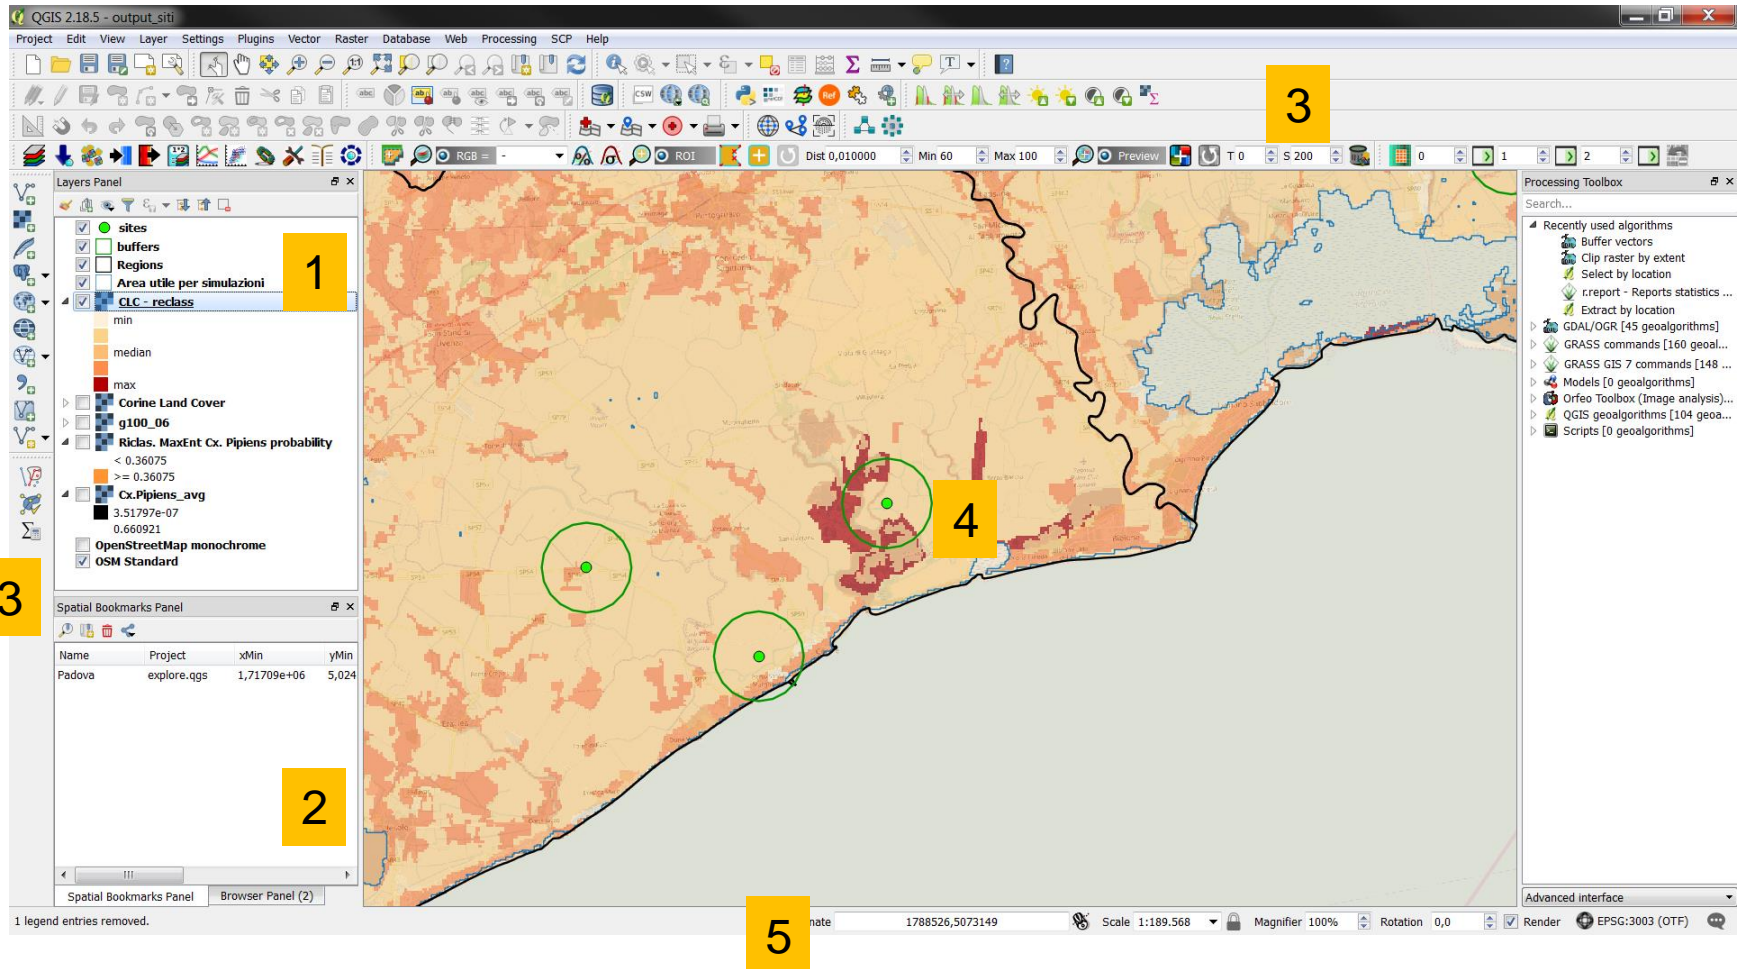 QGIS 2.18.5 - output_siti
Project Edit View Layer Settings Plugins Vector Raster Database Web Processing SCP Help
3
RGB = - ROI Dist 0,010000 Min 60 Max 100 Preview T 0 S 200 0 1 2
Layers Panel
sites
buffers
Regions
Area utile per simulazioni
1
CLC - reclass
min
median
max
Corine Land Cover
g100_06
Riclas. MaxEnt Cx. Pipiens probability
< 0.36075
>= 0.36075
Cx.Pipiens_avg
3.51797e-07
0.660921
OpenStreetMap monochrome
OSM Standard
3
Spatial Bookmarks Panel
Name Project xMin yMin
Padova explore.qgs 1,71709e+06 5,024
2
Spatial Bookmarks Panel Browser Panel (2)
4
Processing Toolbox
Search...
Recently used algorithms
Buffer vectors
Clip raster by extent
Select by location
r.report - Reports statistics ...
Extract by location
GDAL/OGR [45 geoalgorithms]
GRASS commands [160 geoal...
GRASS GIS 7 commands [148 ...
Models [0 geoalgorithms]
Orfeo Toolbox (Image analysis)...
QGIS geoalgorithms [104 geoa...
Scripts [0 geoalgorithms]
Advanced interface
1 legend entries removed.
5
nate 1788526,5073149 Scale 1:189.568 Magnifier 100% Rotation 0,0 Render EPSG:3003 (OTF)